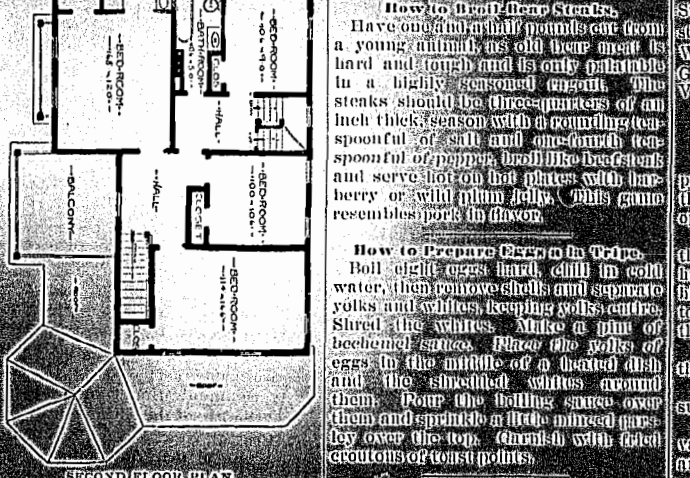 BED-ROOM
BATH-ROOM
BED-ROOM
CLOS
HALL
BALCONY
HALL
BED-ROOM
CLOSET
BED-ROOM
SECOND FLOOR PLAN
How to Broil Bear Steaks.
Have one and a half pounds cut from
a young animal, as old bear meat is
hard and tough and is only palatable
in a highly seasoned ragout. The
steaks should be three-quarters of an
inch thick, season with a rounding tea-
spoonful of salt and one-fourth tea-
spoonful of pepper, broil like beefsteak
and serve hot on hot plates with bar-
berry or wild plum jelly. This game
resembles pork in flavor.
How to Prepare Eggs a la Tripe.
Boil eight eggs hard, chill in cold
water, then remove shells and separate
yolks and whites, keeping yolks entire.
Shred the whites. Make a pint of
bechemel sauce. Place the yolks of
eggs in the middle of a heated dish
and the shredded whites around
them. Pour the boiling sauce over
them and sprinkle a little minced pars-
ley over the top. Garnish with fried
croutons of toast points.